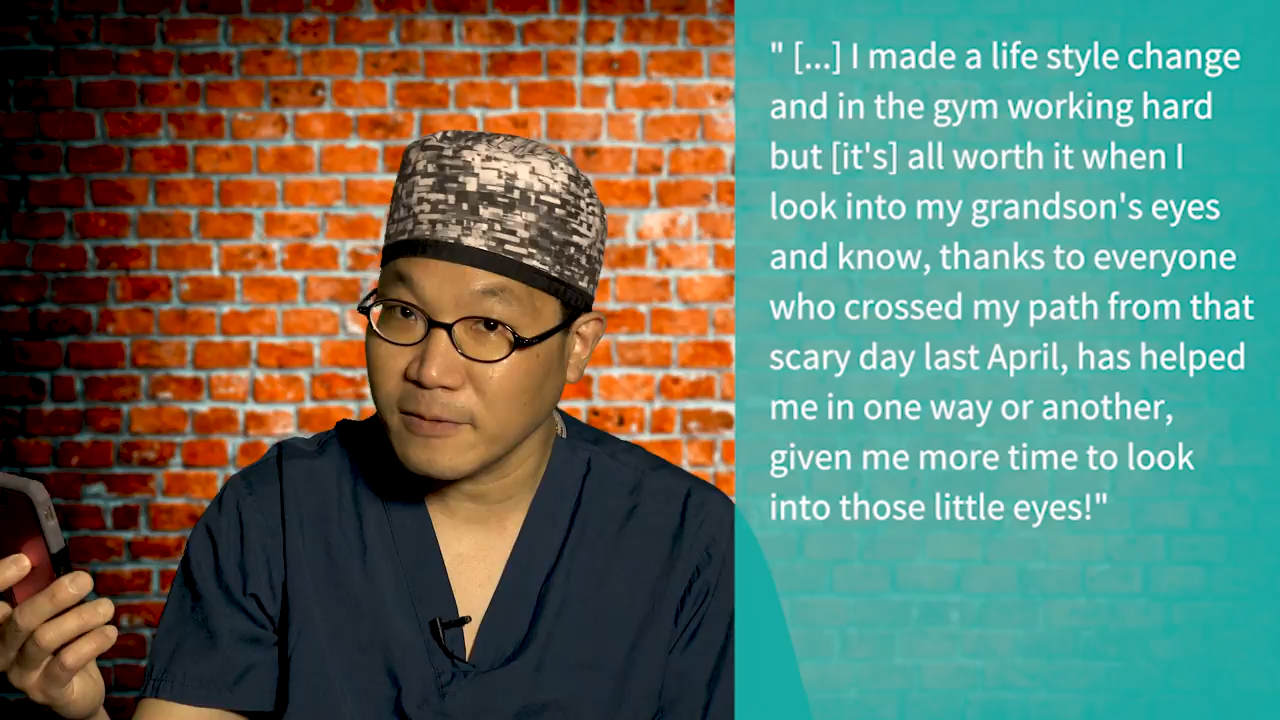 " [...] I made a life style change
and in the gym working hard
but [it's] all worth it when I
look into my grandson's eyes
and know, thanks to everyone
who crossed my path from that
scary day last April, has helped
me in one way or another,
given me more time to look
into those little eyes!"